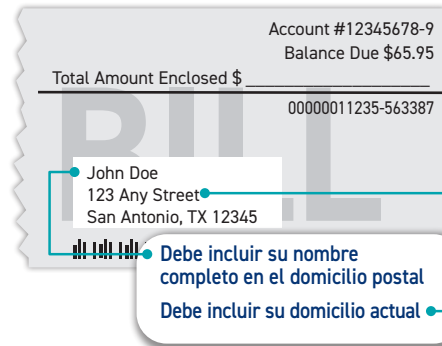 Account #12345678-9
Balance Due $65.95
Total Amount Enclosed $ ____________________
00000011235-563387
BILL
John Doe
123 Any Street
San Antonio, TX 12345
Debe incluir su nombre
completo en el domicilio postal
Debe incluir su domicilio actual